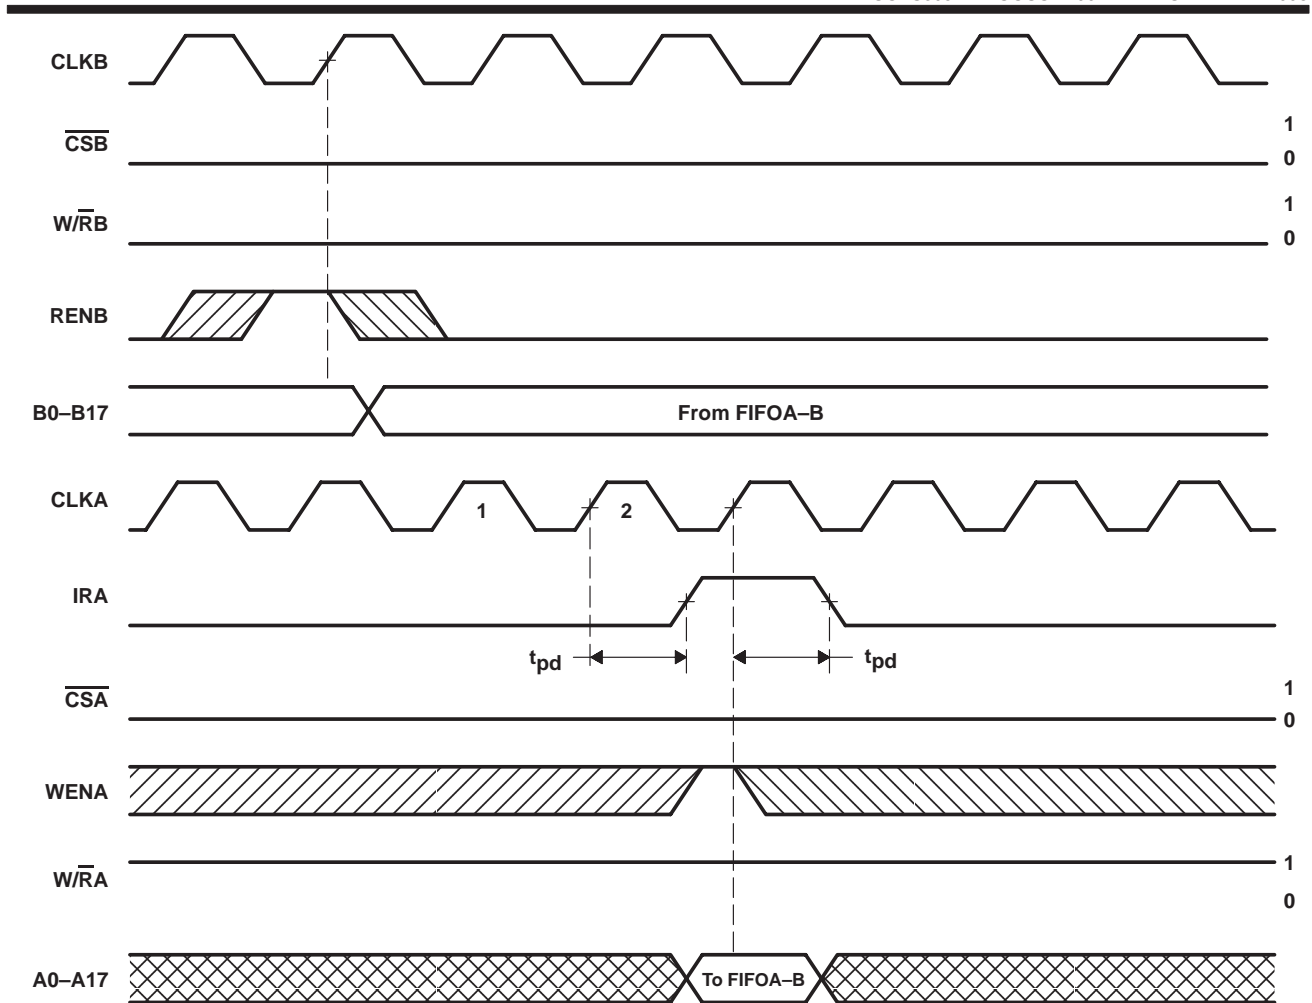 CLKB
CSB
1
0
W/RB
1
0
RENB
B0–B17
From FIFOA–B
CLKA
1
2
IRA
tpd
tpd
CSA
1
0
WENA
W/RA
1
0
A0–A17
To FIFOA–B